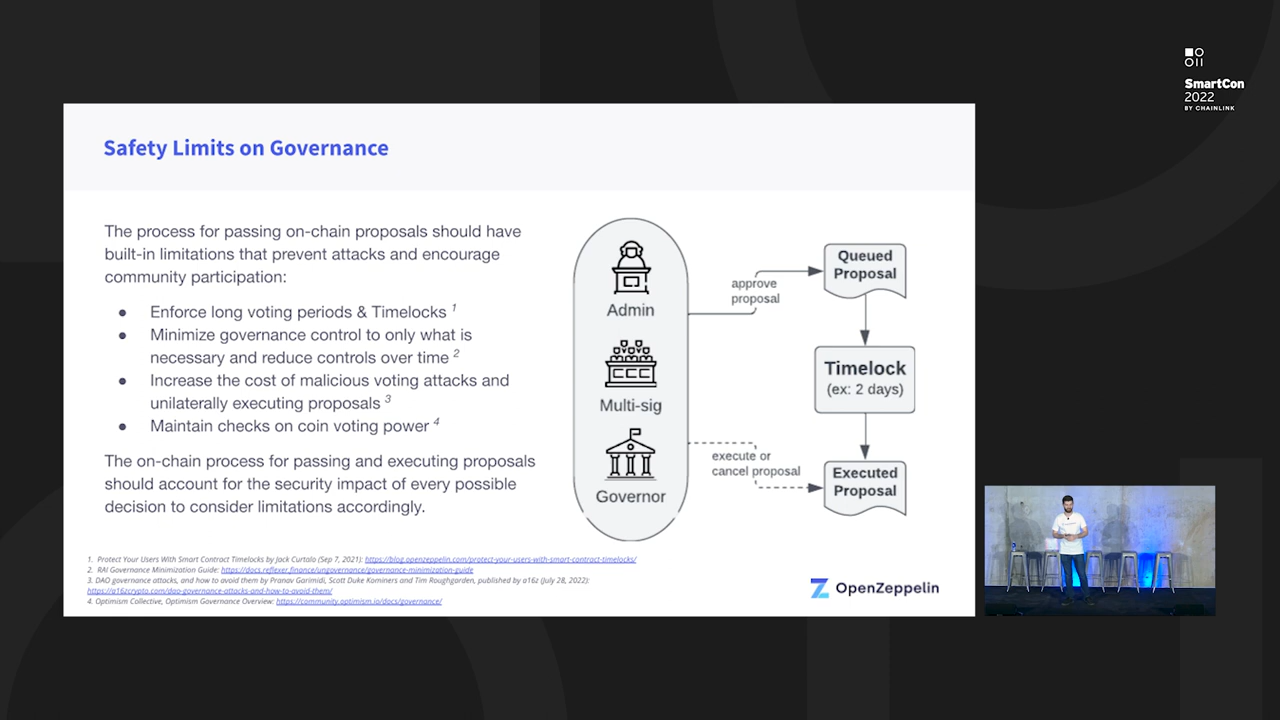 SmartCon
2022
BY CHAINLINK
Safety Limits on Governance
The process for passing on-chain proposals should have
built-in limitations that prevent attacks and encourage
community participation:
● Enforce long voting periods & Timelocks 1
● Minimize governance control to only what is
necessary and reduce controls over time 2
● Increase the cost of malicious voting attacks and
unilaterally executing proposals 3
● Maintain checks on coin voting power 4
The on-chain process for passing and executing proposals
should account for the security impact of every possible
decision to consider limitations accordingly.
Admin
Multi-sig
Governor
approve
proposal
execute or
cancel proposal
Queued
Proposal
Timelock
(ex: 2 days)
Executed
Proposal
1. Protect Your Users With Smart Contract Timelocks by Jack Curtalo (Sep 7, 2021): https://blog.openzeppelin.com/protect-your-users-with-smart-contract-timelocks/
2. RAI Governance Minimization Guide: https://docs.reflexer.finance/ungovernance/governance-minimization-guide
3. DAO governance attacks, and how to avoid them by Pranav Garimidi, Scott Duke Kominers and Tim Roughgarden, published by a16z (July 28, 2022):
https://a16zcrypto.com/dao-governance-attacks-and-how-to-avoid-them/
4. Optimism Collective, Optimism Governance Overview: https://community.optimism.io/docs/governance/
OpenZeppelin